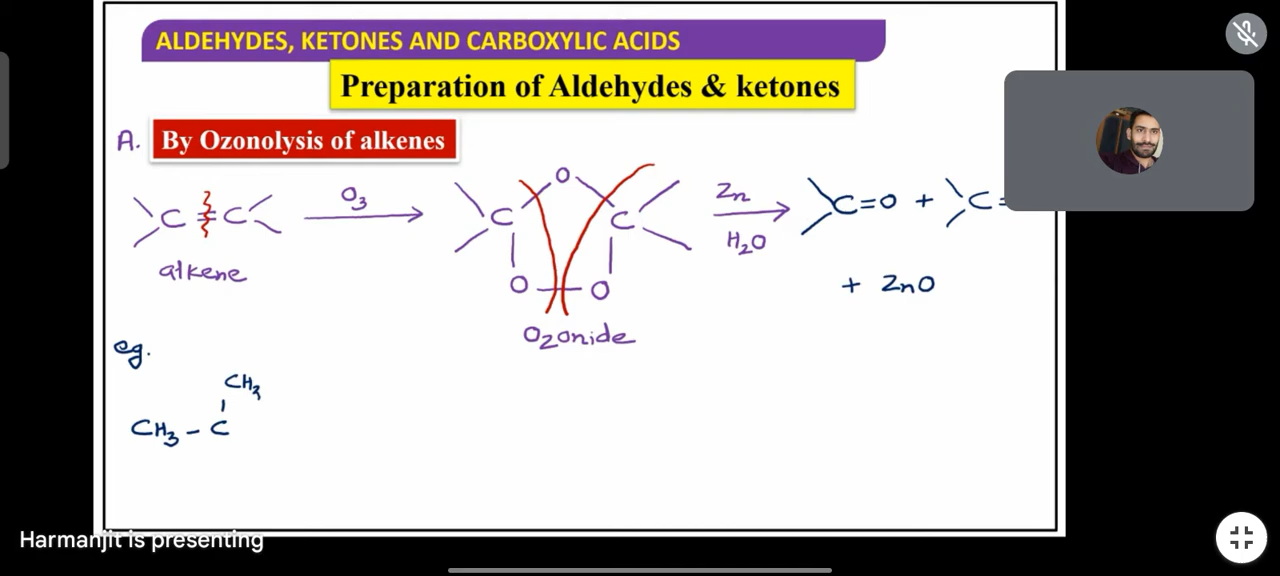 ALDEHYDES, KETONES AND CARBOXYLIC ACIDS
Preparation of Aldehydes & ketones
A. By Ozonolysis of alkenes
C = C
alkene
O3
O
C C
O O
Ozonide
Zn
H2O
C=O + C=
+ ZnO
eg.
CH3
CH3 - C
Harmanjit is presenting